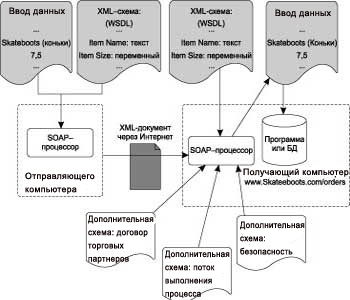 Ввод данных
...
Skateboots (коньки)
7,5
...
XML-схема:
(WSDL)
...
Item Name: текст
Item Size: переменный
...
XML-схема:
(WSDL)
...
Item Name: текст
Item Size: переменный
...
Ввод данных
...
Skateboots (Коньки)
7,5
...
SOAP–
процессор
Отправляющего
компьютера
XML-документ
через Интернет
SOAP–процессор
Программа
или БД
Получающий компьютер
www.Skateeboots.com/orders
Дополнительная
схема: договор
торговых
партнеров
Дополнительная
схема: поток
выполнения
процесса
Дополнительная
схема:
безопасность